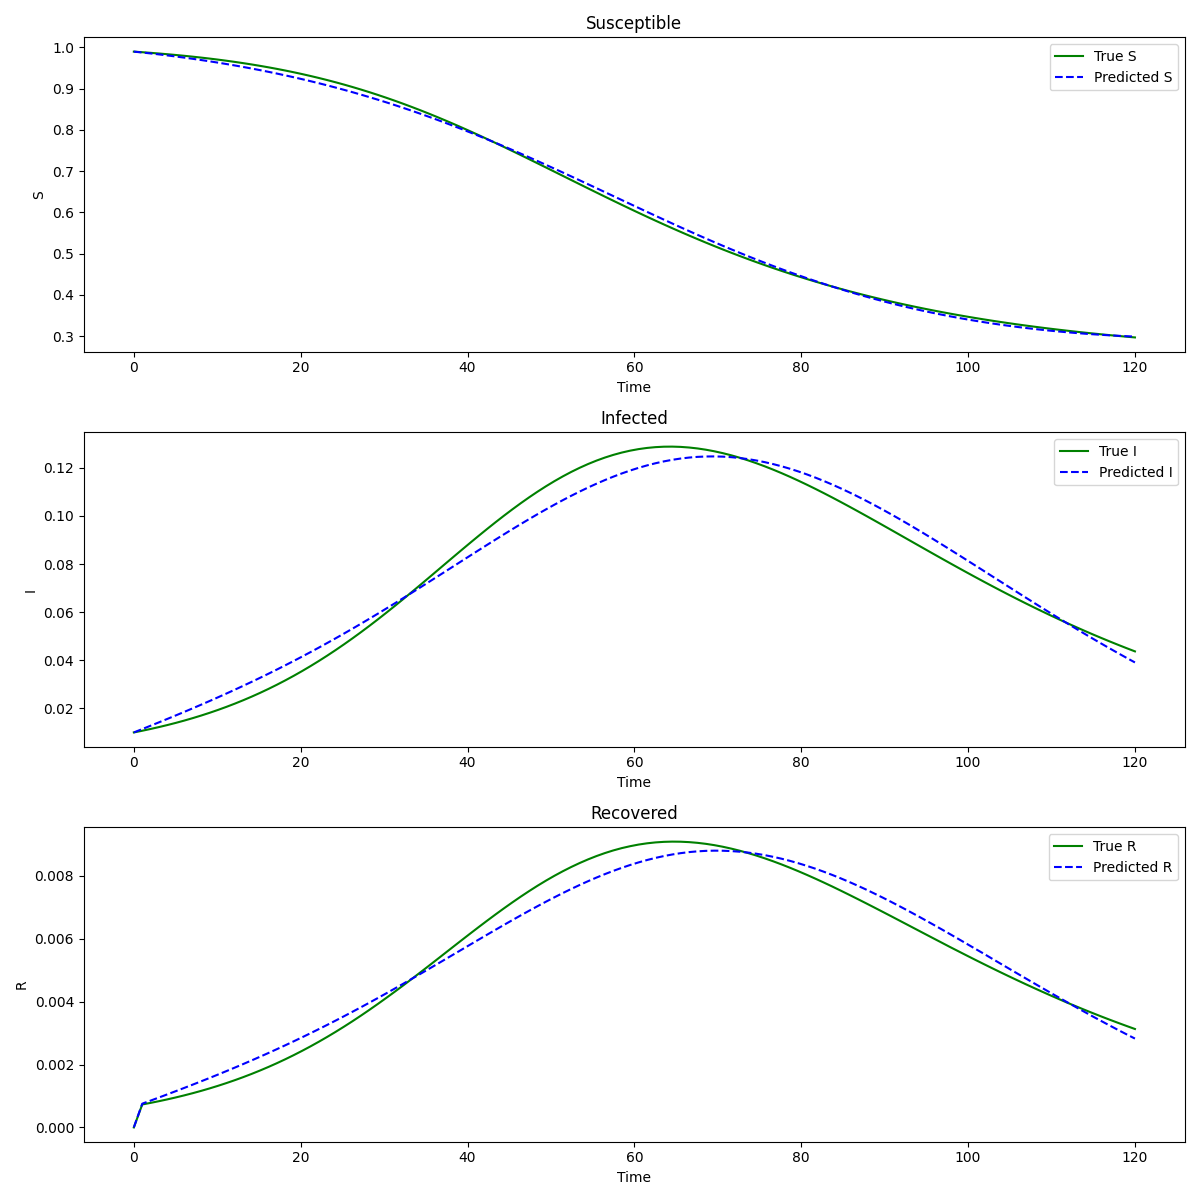 Susceptible
1.0
0.9
0.8
0.7
0.6
0.5
0.4
0.3
S
True S
Predicted S
0 20 40 60 80 100 120
Time
Infected
0.12
0.10
0.08
0.06
0.04
0.02
I
True I
Predicted I
0 20 40 60 80 100 120
Time
Recovered
0.008
0.006
0.004
0.002
0.000
R
True R
Predicted R
0 20 40 60 80 100 120
Time